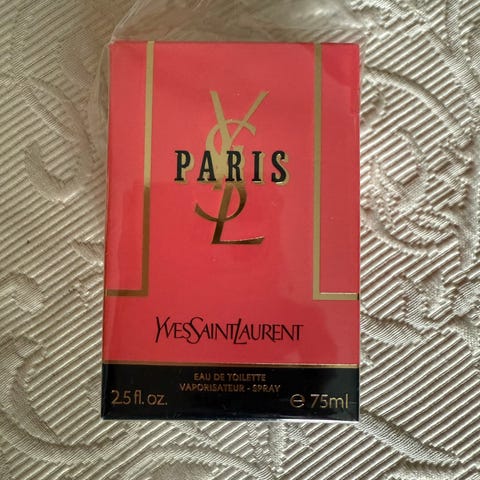 YSL
PARIS
YVESSAINTLAURENT
EAU DE TOILETTE
VAPORISATEUR - SPRAY
2.5 fl. oz. ℮ 75ml